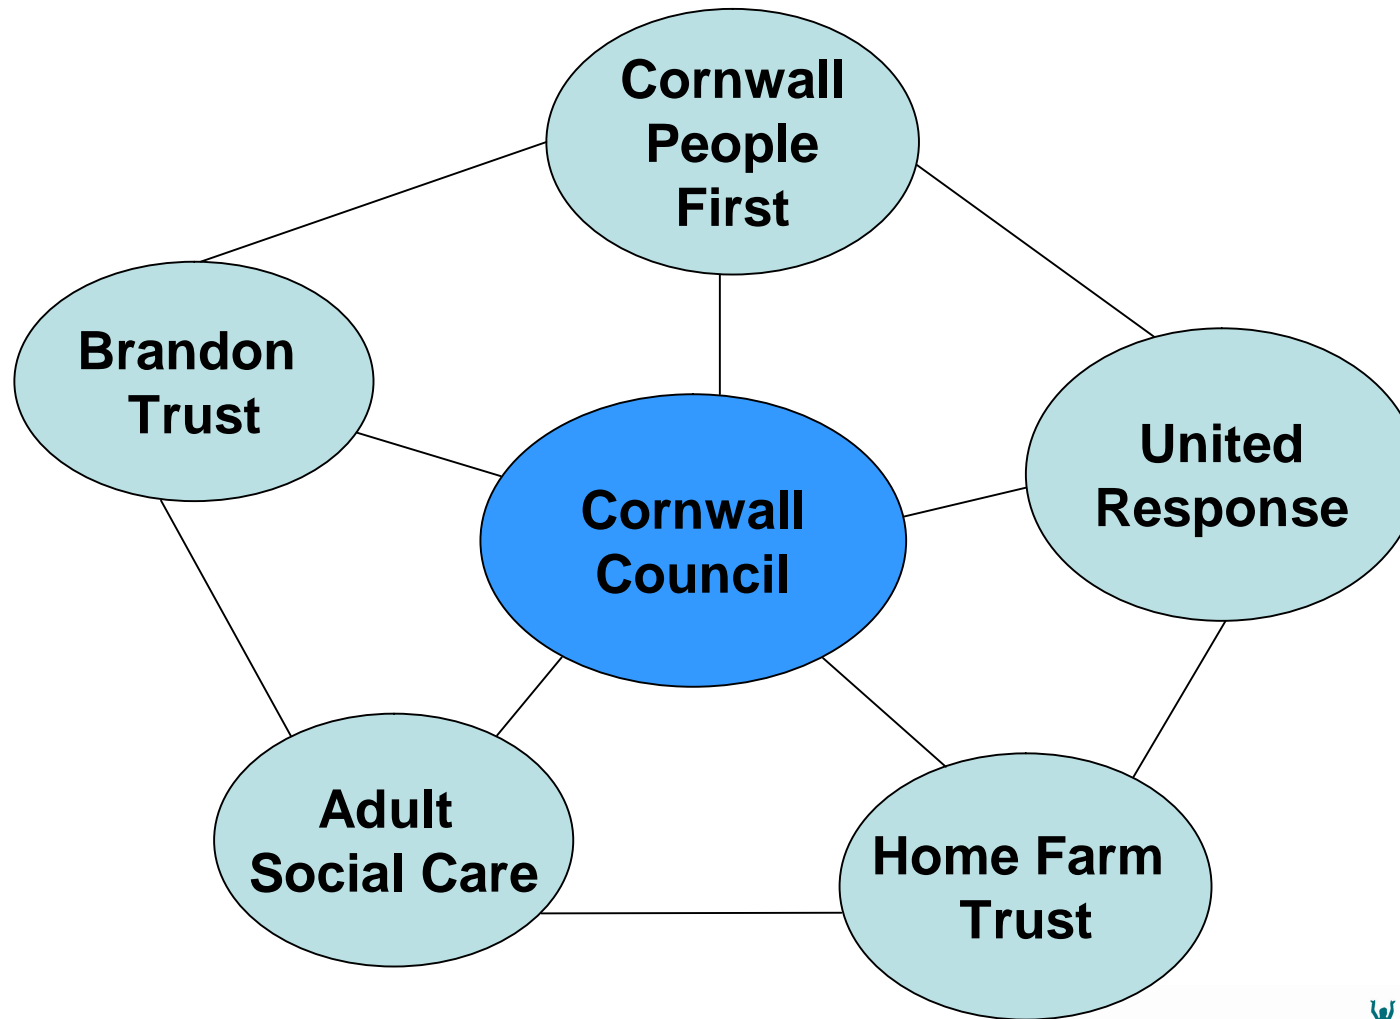 Cornwall
People
First
Brandon
Trust
United
Response
Cornwall
Council
Adult
Social Care
Home Farm
Trust